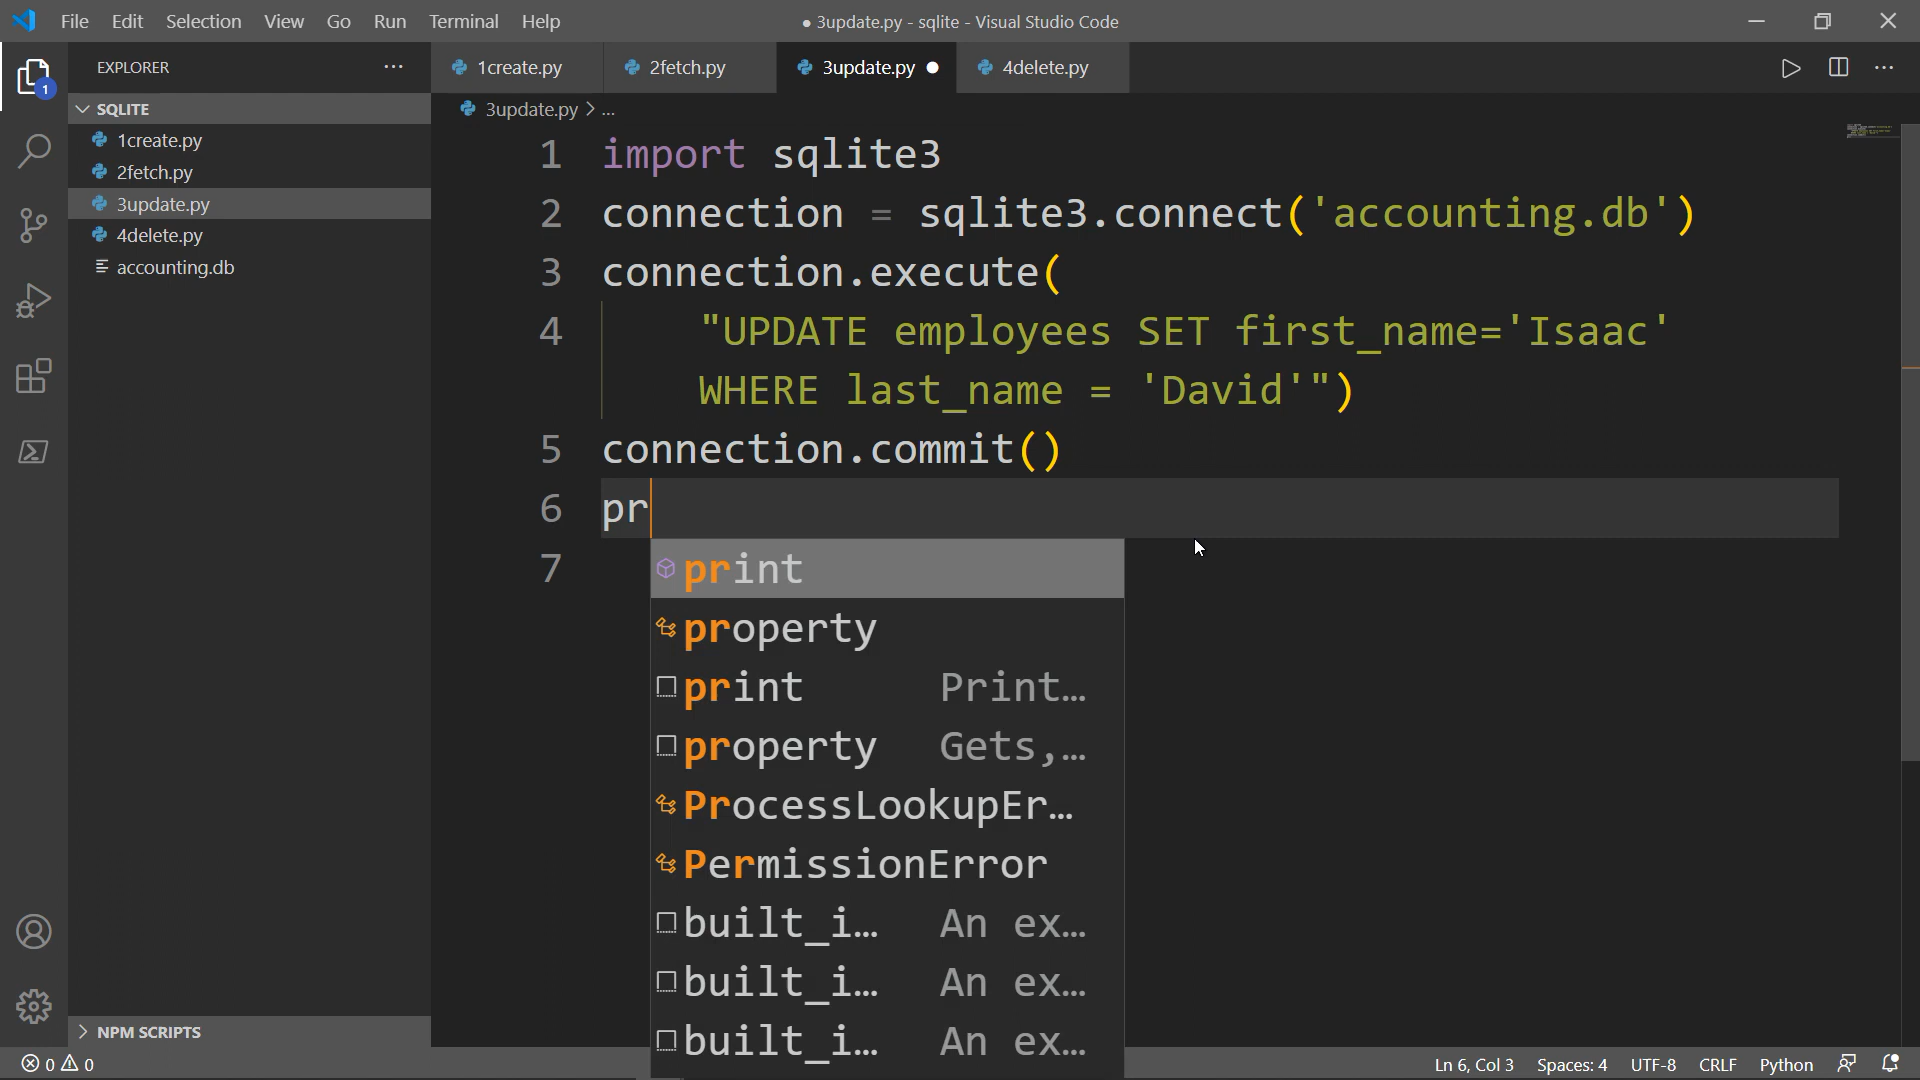 File Edit Selection View Go Run Terminal Help
● 3update.py - sqlite - Visual Studio Code
EXPLORER
SQLITE
1create.py
2fetch.py
3update.py
4delete.py
accounting.db
NPM SCRIPTS
1
1create.py 2fetch.py 3update.py 4delete.py
3update.py > ...
1 import sqlite3
2 connection = sqlite3.connect('accounting.db')
3 connection.execute(
4 "UPDATE employees SET first_name='Isaac'
WHERE last_name = 'David'")
5 connection.commit()
6 pr
7
print
property
print Print…
property Gets,…
ProcessLookupEr…
PermissionError
built_i… An ex…
built_i… An ex…
built_i… An ex…
0 0
Ln 6, Col 3 Spaces: 4 UTF-8 CRLF Python